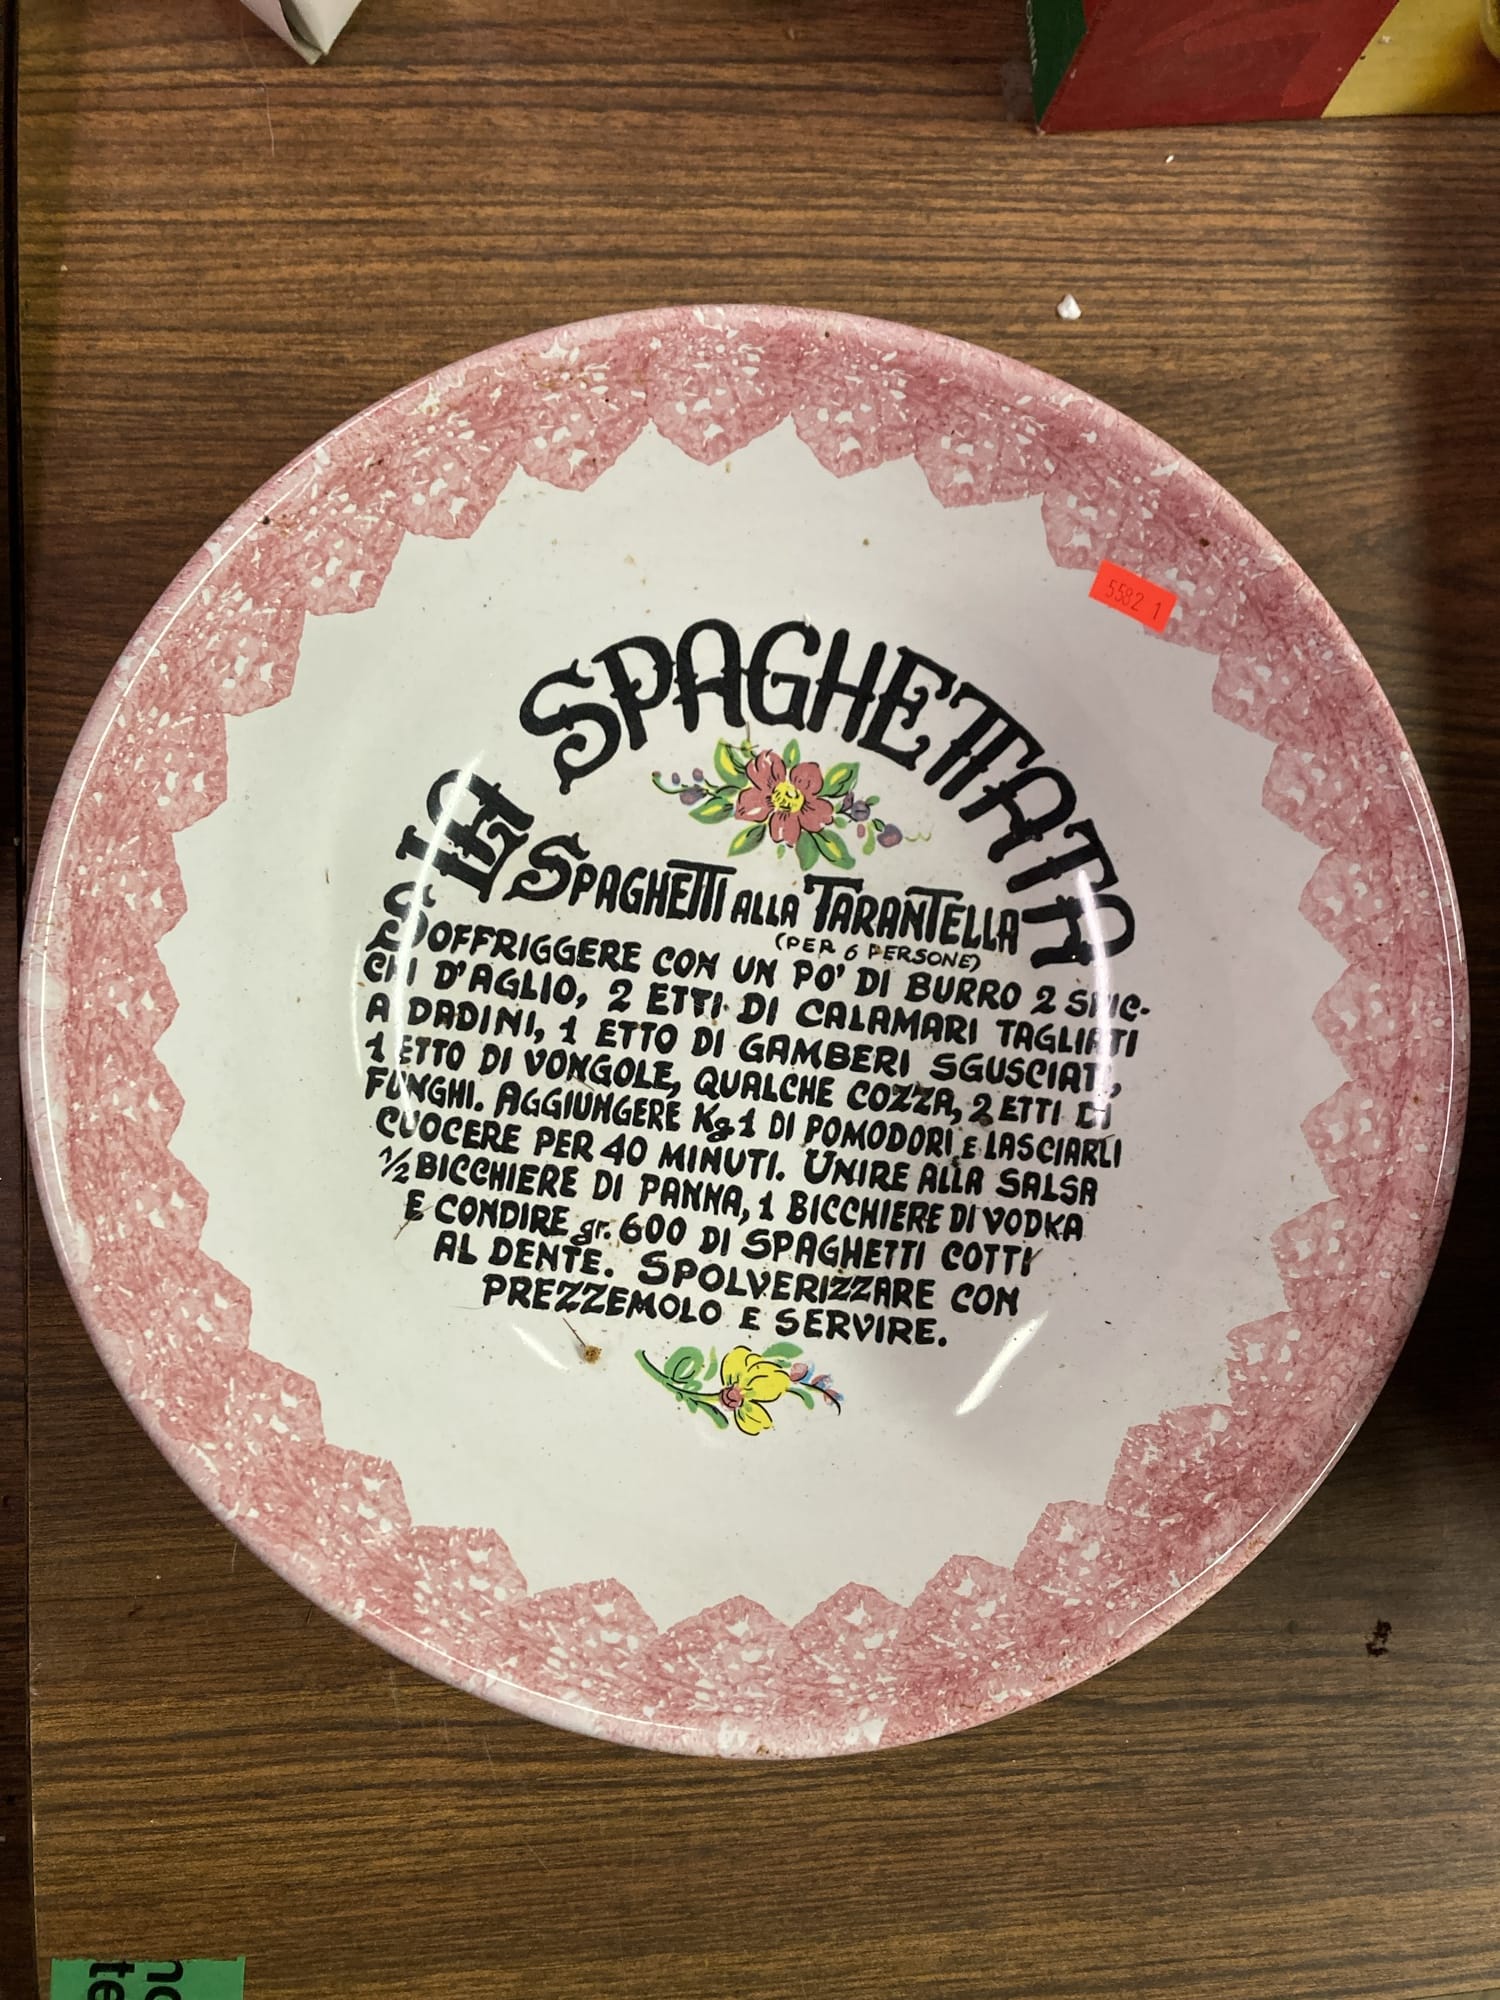 5582 1
LA SPAGHETTATA
SPAGHETTI ALLA TARANTELLA
(PER 6 PERSONE)
SOFFRIGGERE CON UN PO' DI BURRO 2 SPIC-
CHI D'AGLIO, 2 ETTI DI CALAMARI TAGLIATI
A DADINI, 1 ETTO DI GAMBERI SGUSCIATI,
1 ETTO DI VONGOLE, QUALCHE COZZA, 2 ETTI DI
FUNGHI. AGGIUNGERE Kg 1 DI POMODORI E LASCIARLI
CUOCERE PER 40 MINUTI. UNIRE ALLA SALSA
1/2 BICCHIERE DI PANNA, 1 BICCHIERE DI VODKA
E CONDIRE gr. 600 DI SPAGHETTI COTTI
AL DENTE. SPOLVERIZZARE CON
PREZZEMOLO E SERVIRE.